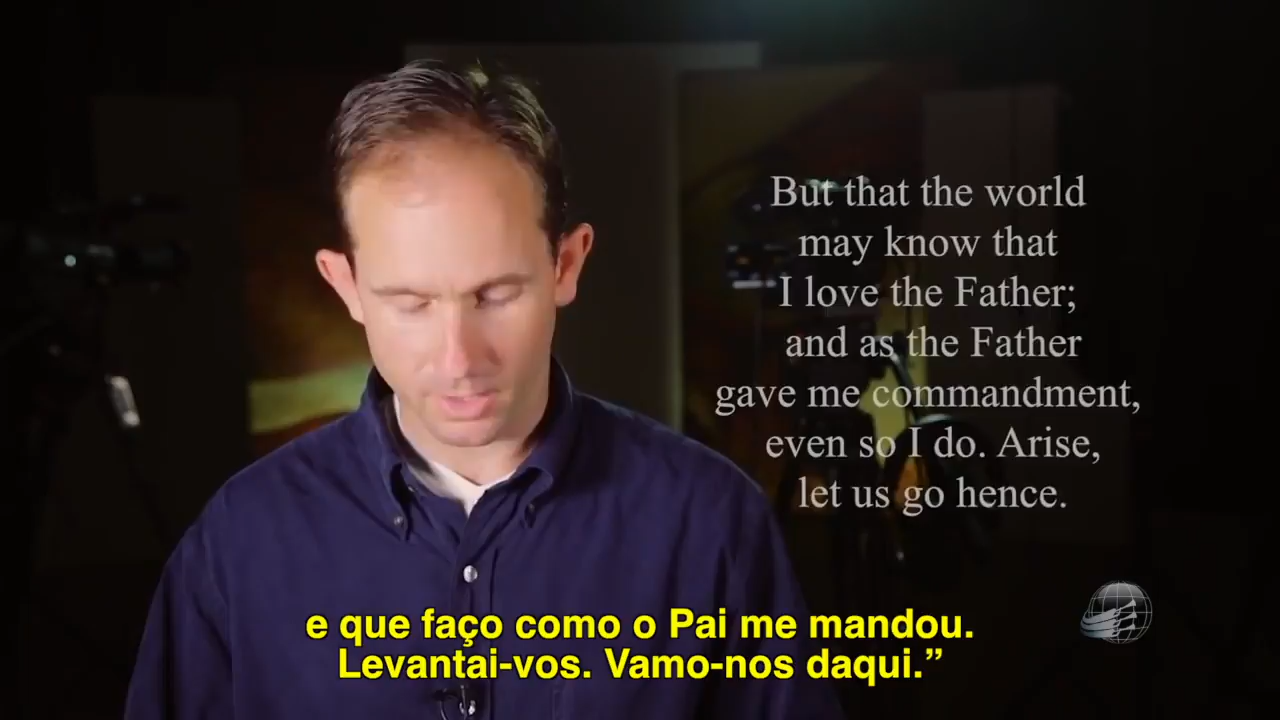 But that the world
may know that
I love the Father;
and as the Father
gave me commandment,
even so I do. Arise,
let us go hence.
e que faço como o Pai me mandou.
Levantai-vos. Vamo-nos daqui.”